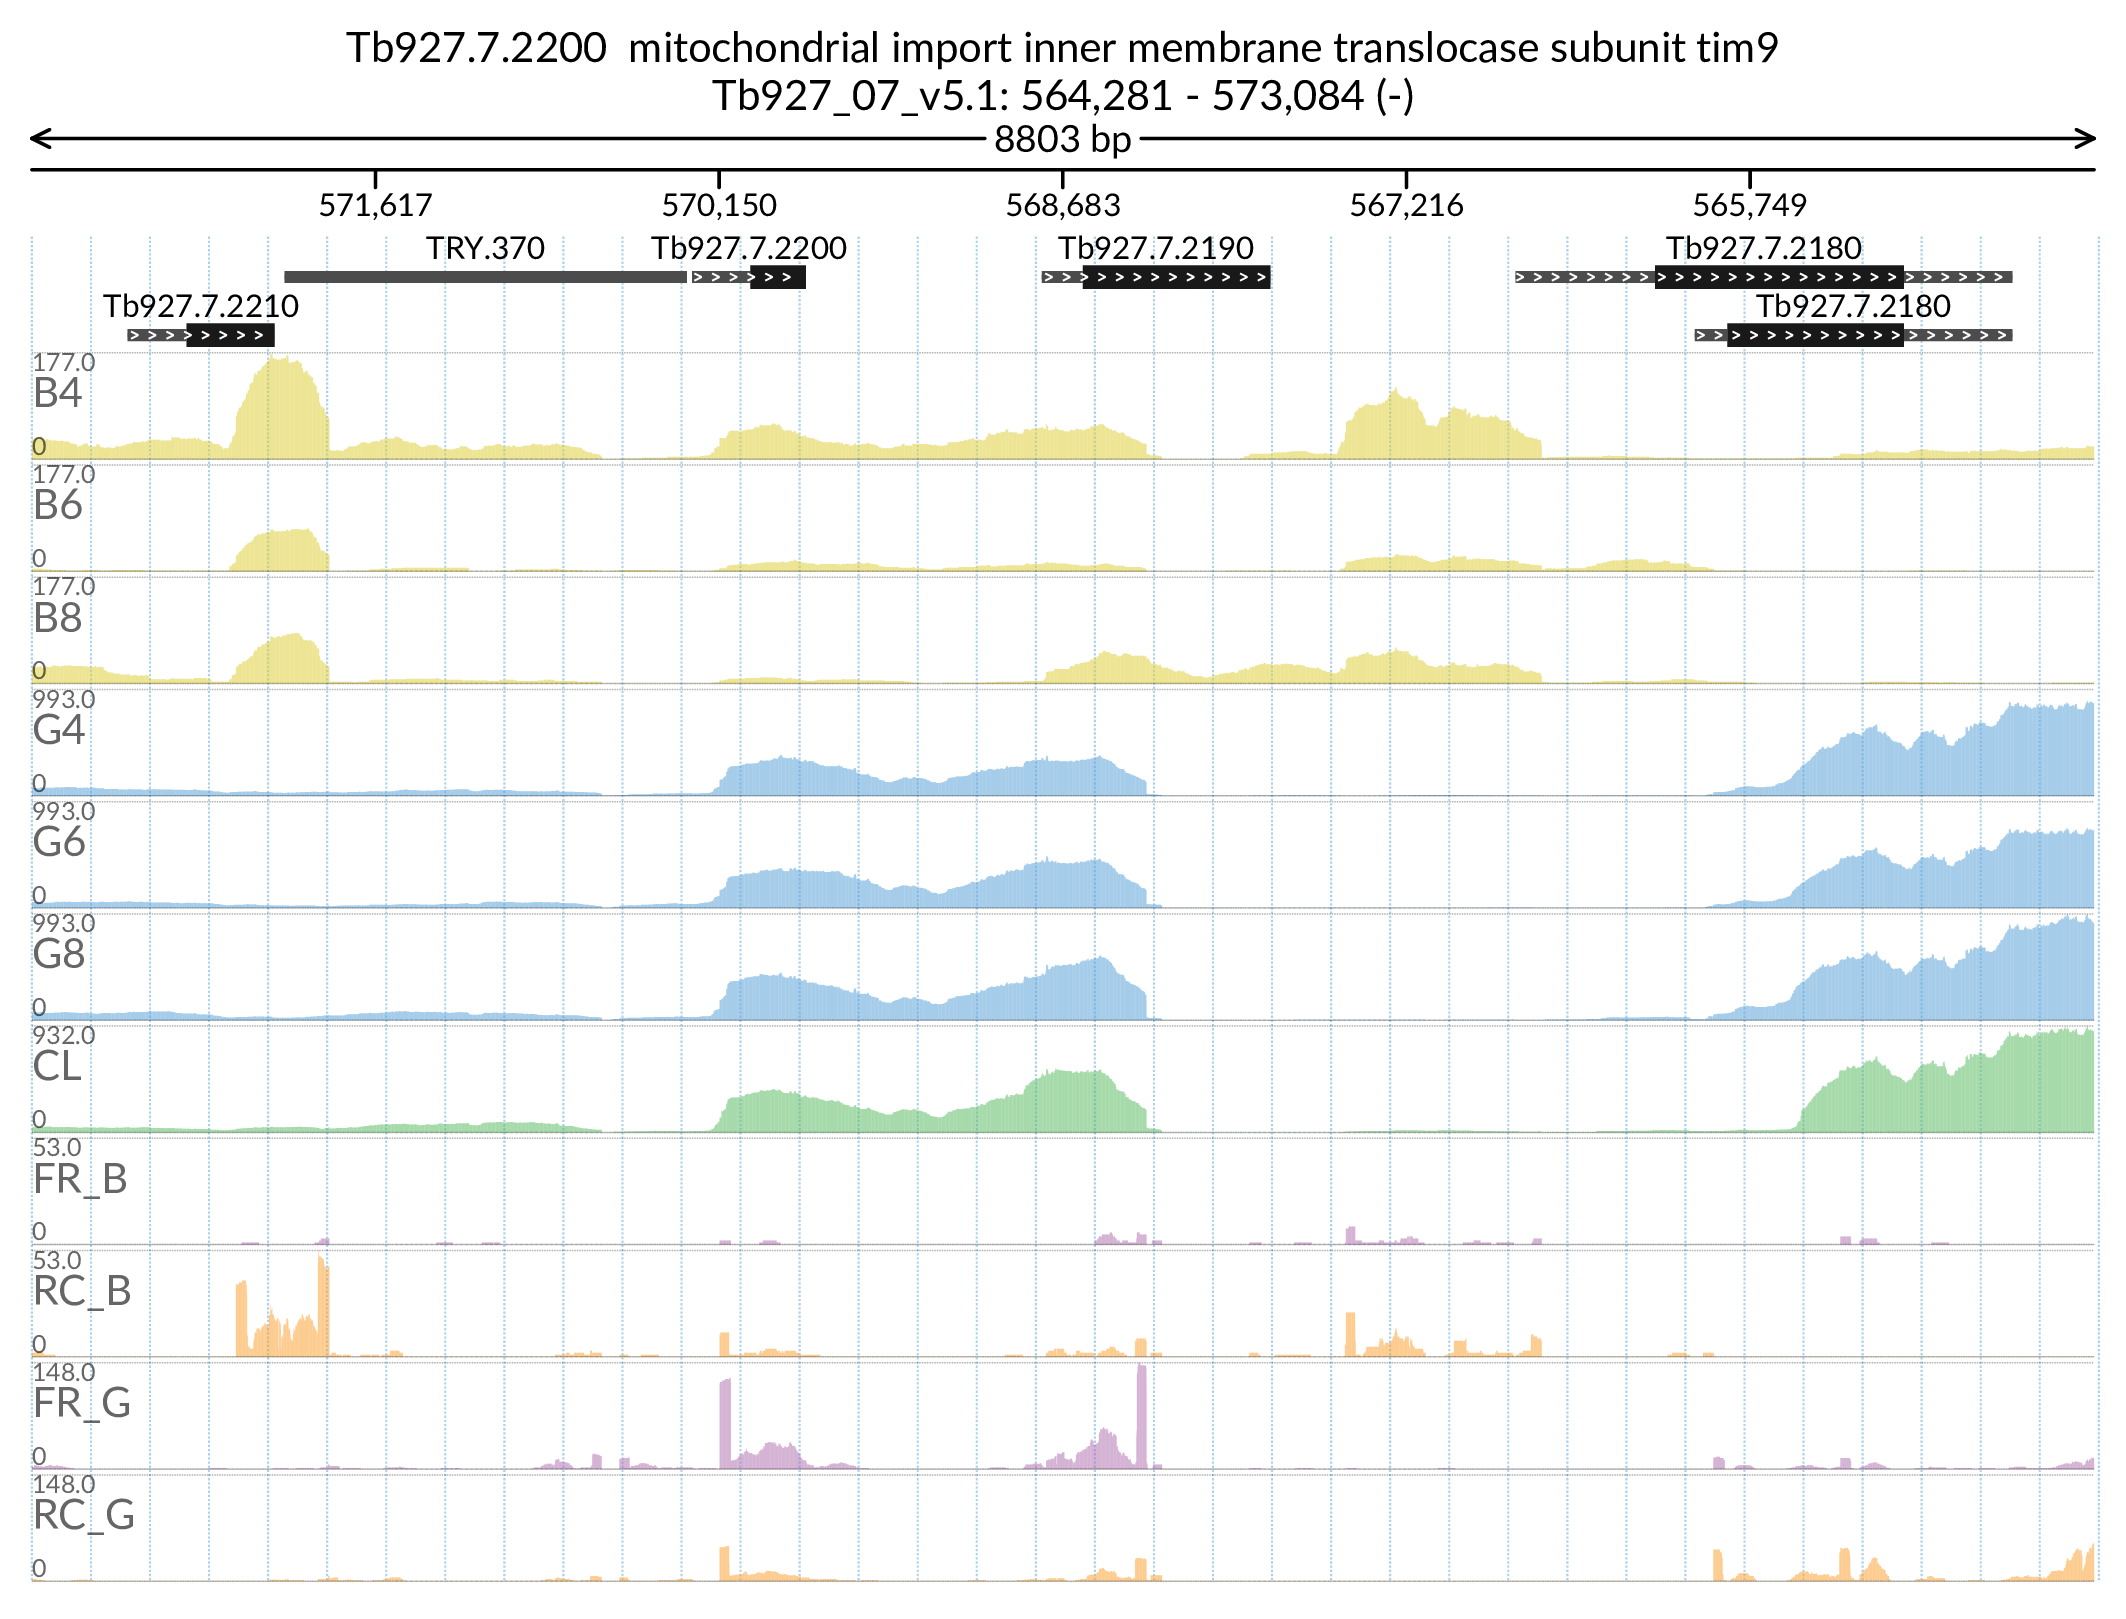 Tb927.7.2200 mitochondrial import inner membrane translocase subunit tim9
Tb927_07_v5.1: 564,281 - 573,084 (-)
8803 bp
571,617 570,150 568,683 567,216 565,749
TRY.370 Tb927.7.2200 Tb927.7.2190 Tb927.7.2180
Tb927.7.2210 Tb927.7.2180
177.0
B4
0
177.0
B6
0
177.0
B8
0
993.0
G4
0
993.0
G6
0
993.0
G8
0
932.0
CL
0
53.0
FR_B
0
53.0
RC_B
0
148.0
FR_G
0
148.0
RC_G
0